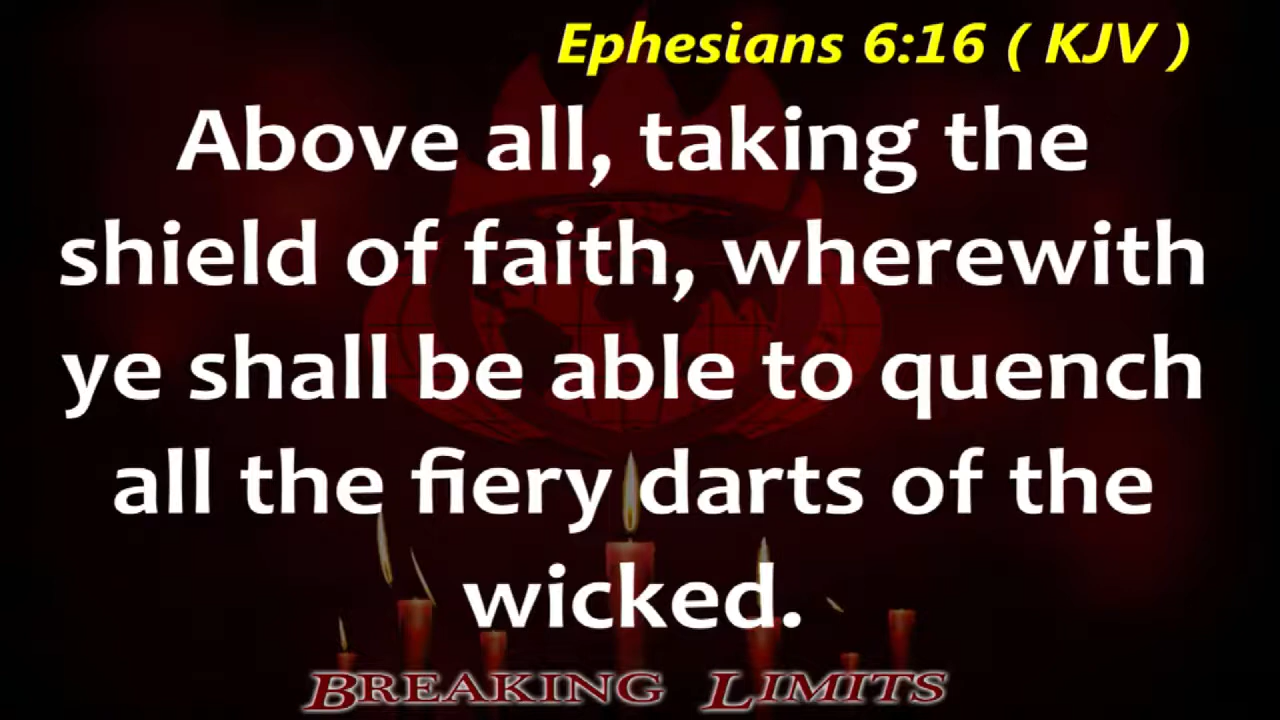 Ephesians 6:16 ( KJV )
Above all, taking the
shield of faith, wherewith
ye shall be able to quench
all the fiery darts of the
wicked.
BREAKING LIMITS